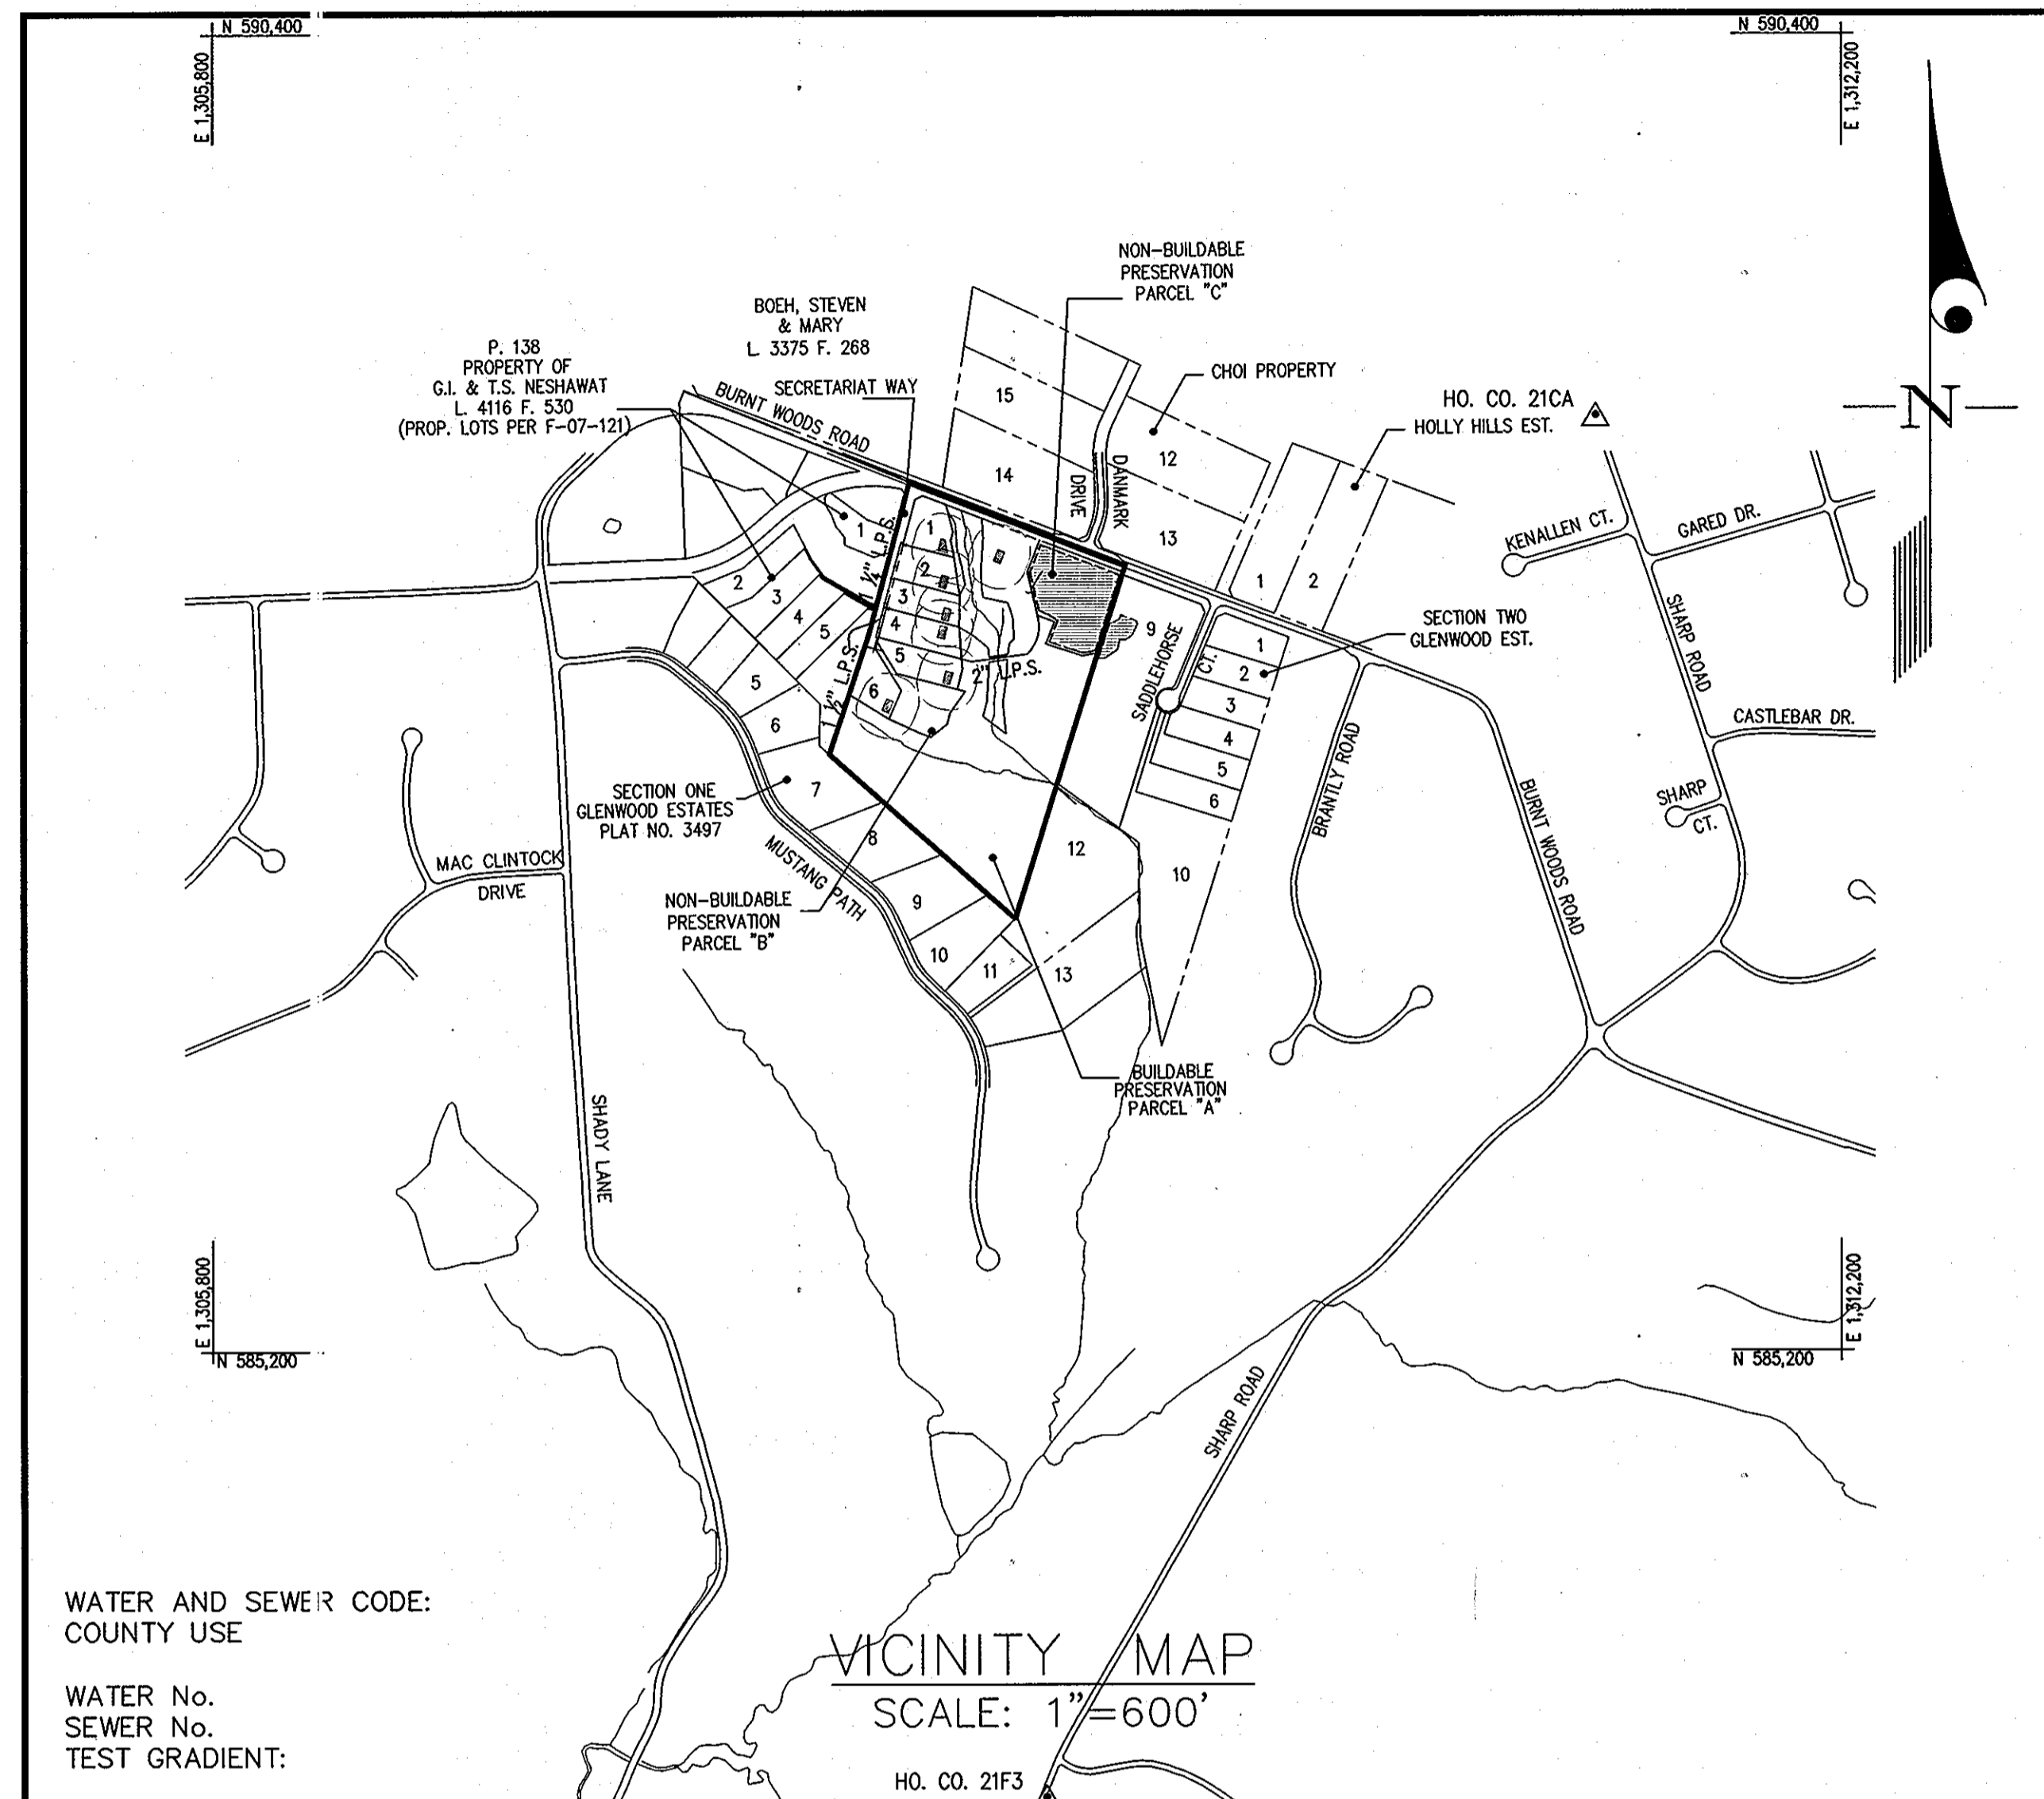 N 590,400
N 590,400
E 1,305,800
E 1,312,200
NON-BUILDABLE
PRESERVATION
PARCEL "C"
BOEH, STEVEN
& MARY
L 3375 F. 268
P. 138
PROPERTY OF
G.I. & T.S. NESHAWAT
L. 4116 F. 530
(PROP. LOTS PER F-07-121)
SECRETARIAT WAY
BURNT WOODS ROAD
CHOI PROPERTY
HO. CO. 21CA
HOLLY HILLS EST.
N
15
14
12
13
DANMARK
DRIVE
1
2
KENALLEN CT.
GARED DR.
SHARP ROAD
CASTLEBAR DR.
SHARP
CT.
SECTION TWO
GLENWOOD EST.
1
2
3
4
5
6
9
SADDLEHORSE
CT.
BRANTLY ROAD
BURNT WOODS ROAD
1
2
3
4
5
1
2
3
4
5
6
1 1/4" L.P.S.
1 1/2" L.P.S.
2" L.P.S.
5
6
7
8
9
10
11
12
13
10
SECTION ONE
GLENWOOD ESTATES
PLAT NO. 3497
MUSTANG PATH
MAC CLINTOCK
DRIVE
NON-BUILDABLE
PRESERVATION
PARCEL "B"
BUILDABLE
PRESERVATION
PARCEL "A"
SHADY LANE
E 1,305,800
N 585,200
E 1,312,200
N 585,200
SHARP ROAD
WATER AND SEWER CODE:
COUNTY USE
WATER No.
SEWER No.
TEST GRADIENT:
VICINITY MAP
SCALE: 1"=600'
HO. CO. 21F3